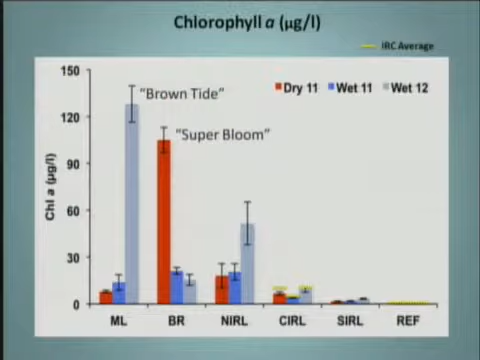 Chlorophyll a (µg/l)
IRC Average
150
120
90
60
30
0
Chl a (µg/l)
"Brown Tide"
"Super Bloom"
Dry 11
Wet 11
Wet 12
ML
BR
NIRL
CIRL
SIRL
REF